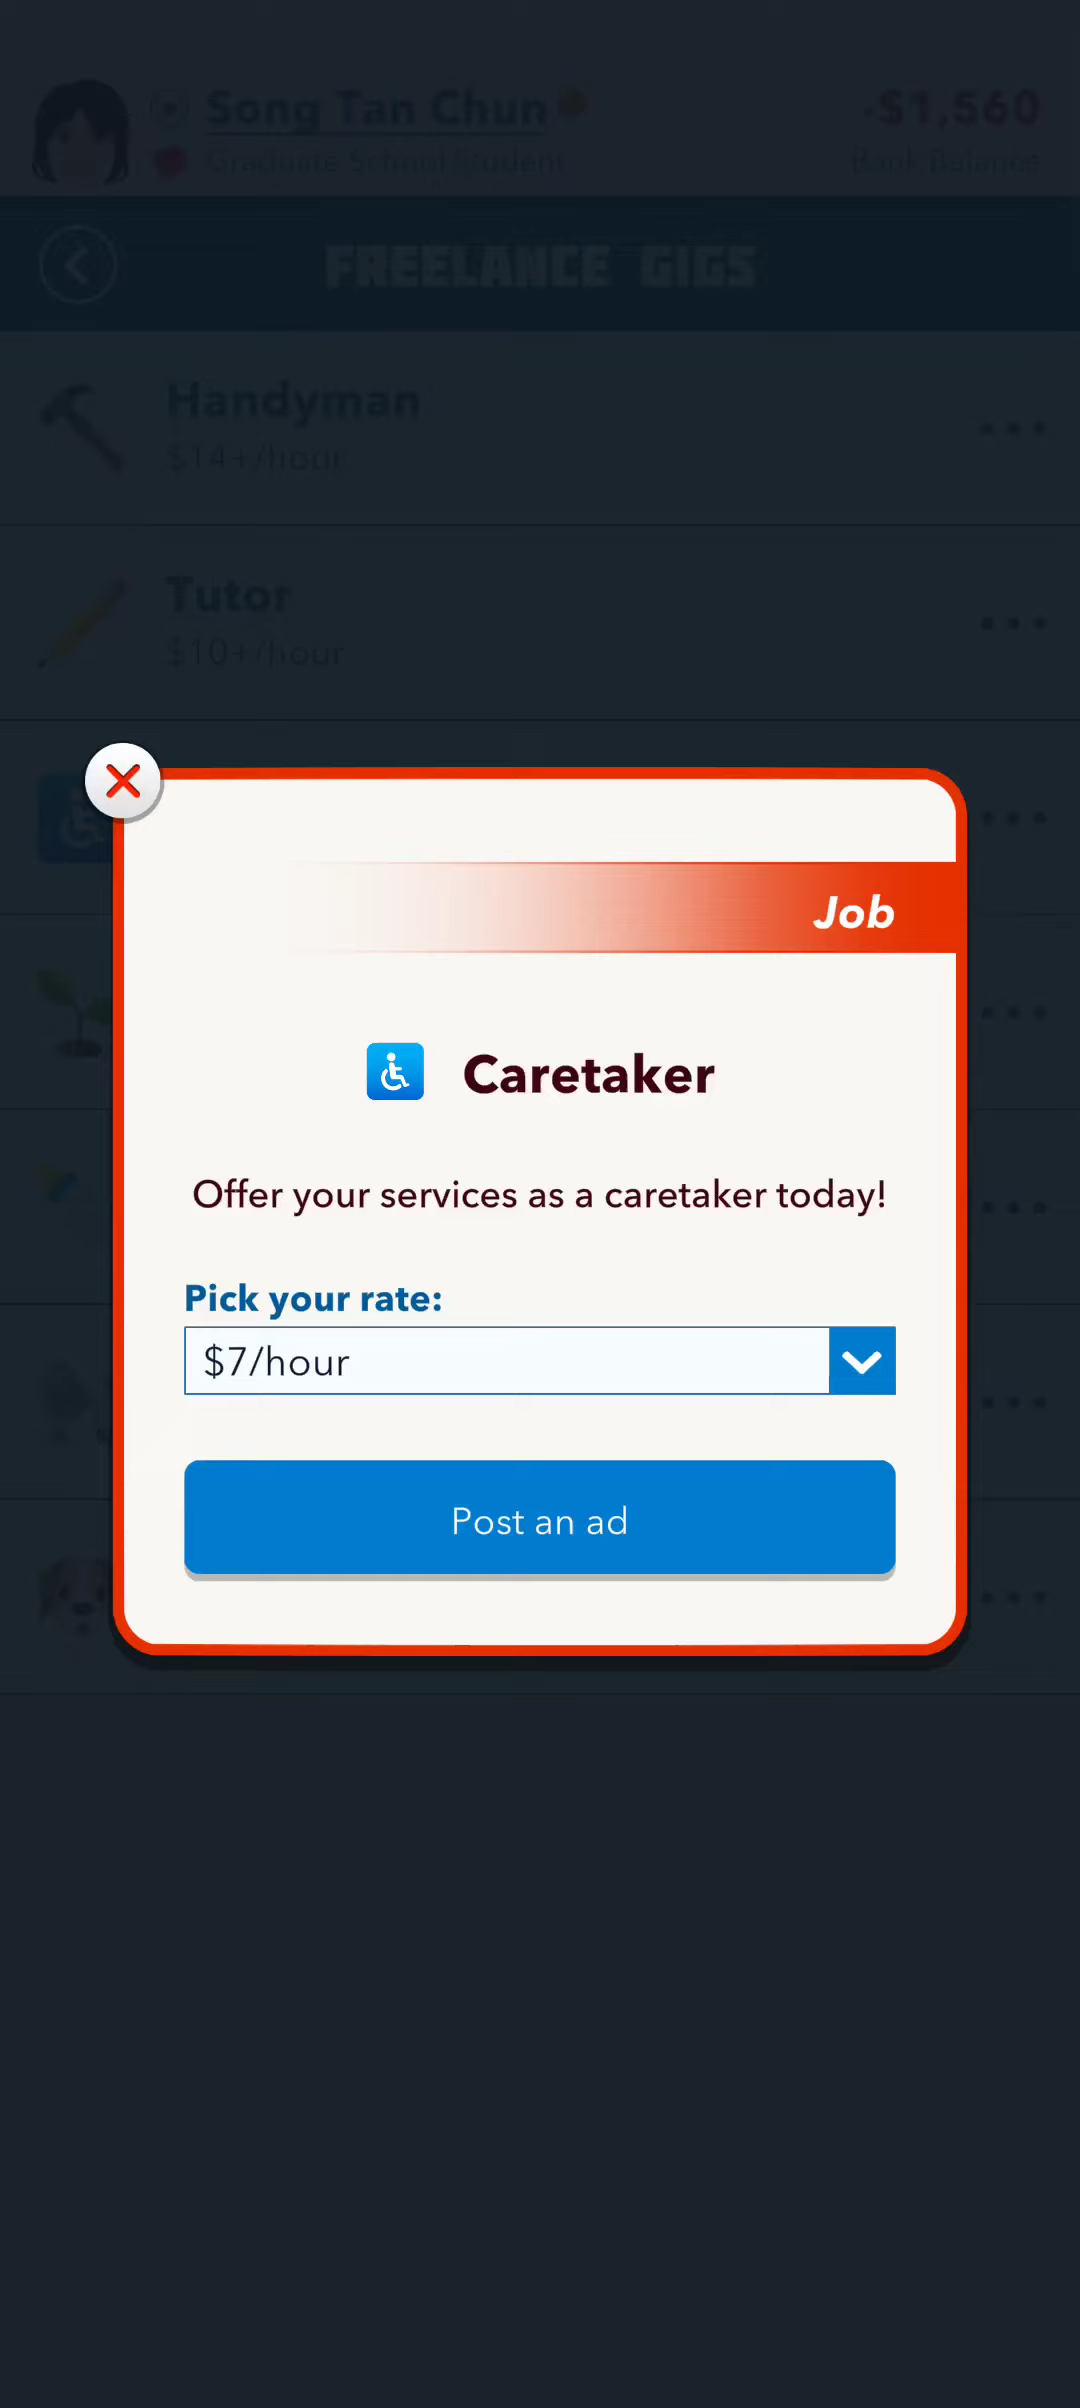 Song Tan Chun
-$1,560
Graduate School Student
Bank Balance
FREELANCE GIGS
Handyman
$14+/hour
Tutor
$10+/hour
Job
Caretaker
Offer your services as a caretaker today!
Pick your rate:
$7/hour
Post an ad